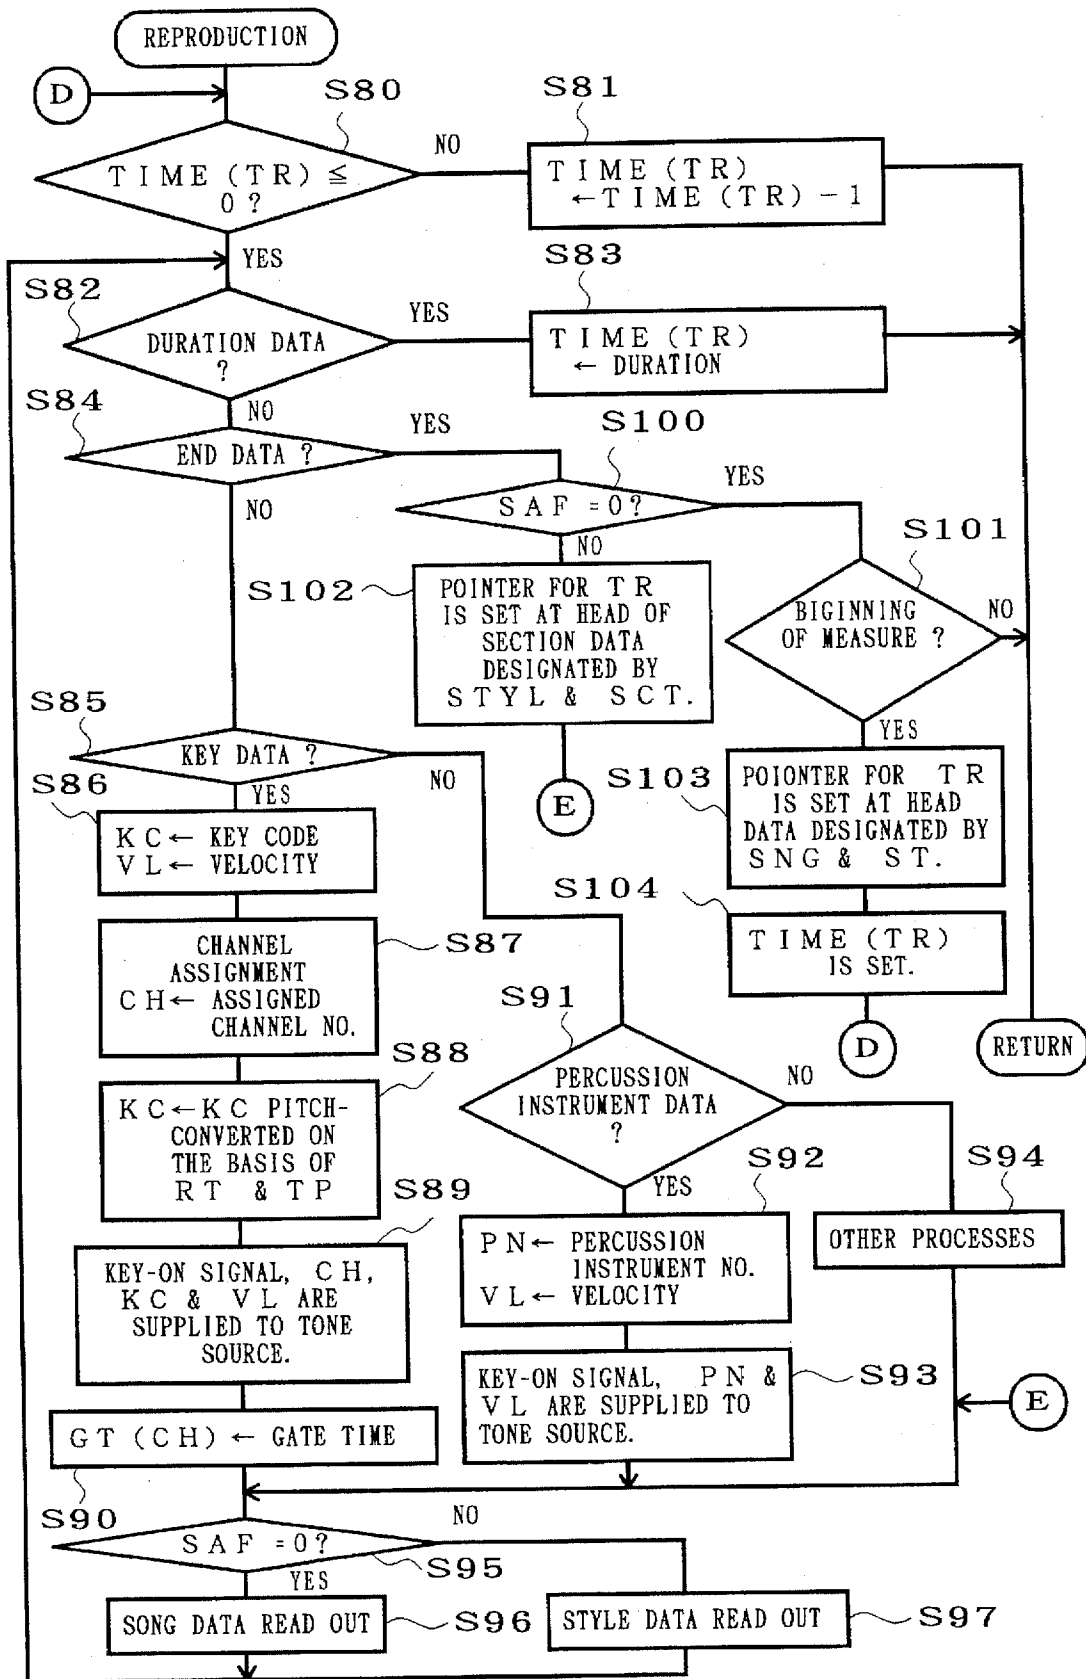 REPRODUCTION
D
S80
S81
NO
TIME (TR) ≦
0?
TIME (TR)
←TIME (TR) - 1
YES
S82
S83
YES
DURATION DATA
?
TIME (TR)
← DURATION
NO
S84
YES
S100
END DATA ?
YES
NO
SAF =0?
S101
NO
S102
POINTER FOR TR
IS SET AT HEAD OF
SECTION DATA
DESIGNATED BY
STYL & SCT.
BIGINNING
OF MEASURE ?
NO
S85
YES
KEY DATA ?
NO
E
S103
POIONTER FOR TR
IS SET AT HEAD
DATA DESIGNATED BY
SNG & ST.
S86
YES
KC← KEY CODE
VL← VELOCITY
S104
TIME (TR)
IS SET.
S87
CHANNEL
ASSIGNMENT
CH← ASSIGNED
CHANNEL NO.
S91
D
RETURN
S88
PERCUSSION
INSTRUMENT DATA
?
NO
KC←KC PITCH-
CONVERTED ON
THE BASIS OF
RT & TP
S92
S94
YES
S89
PN← PERCUSSION
INSTRUMENT NO.
VL← VELOCITY
OTHER PROCESSES
KEY-ON SIGNAL, CH,
KC & VL ARE
SUPPLIED TO TONE
SOURCE.
KEY-ON SIGNAL, PN &
VL ARE SUPPLIED TO
TONE SOURCE.
S93
E
GT (CH) ← GATE TIME
S90
NO
SAF =0?
S95
YES
SONG DATA READ OUT
S96
STYLE DATA READ OUT
S97